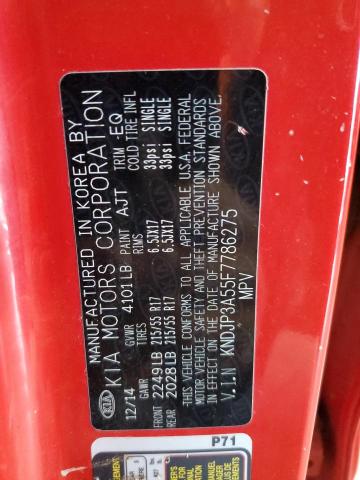 MANUFACTURED IN KOREA BY
KIA KIA MOTORS CORPORATION
12/14 GVWR 4101LB PAINT AJT TRIM EQ
GAWR TIRES RIMS COLD TIRE INFL
FRONT 2249LB 215/55 R17 6.5JX17 33psi SINGLE
REAR 2028LB 215/55 R17 6.5JX17 33psi SINGLE
THIS VEHICLE CONFORMS TO ALL APPLICABLE U.S.A. FEDERAL
MOTOR VEHICLE SAFETY AND THEFT PREVENTION STANDARDS
IN EFFECT ON THE DATE OF MANUFACTURE SHOWN ABOVE.
V.I.N KNDJP3A55F7786275
MPV
P71